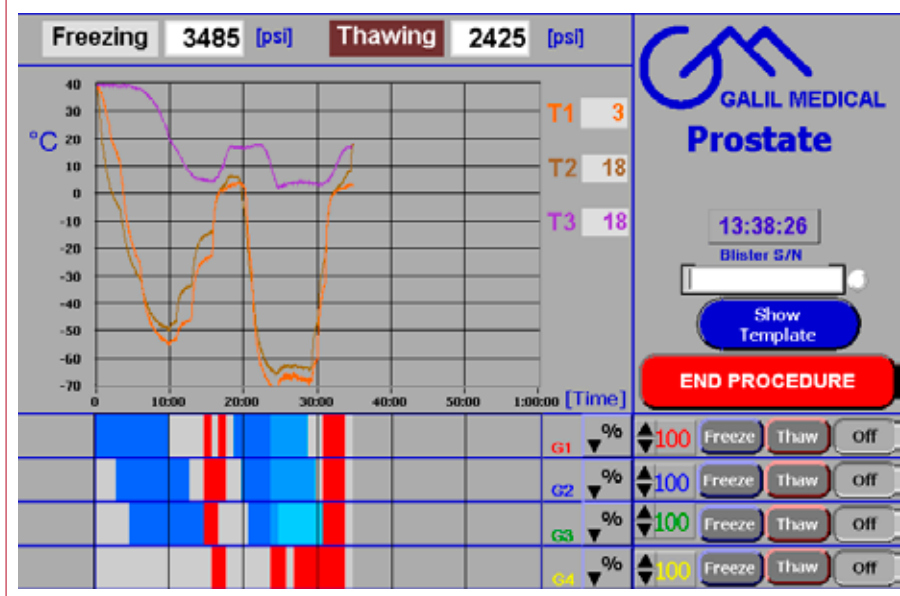 Freezing 3485 [psi] Thawing 2425 [psi]
GALIL MEDICAL
Prostate
13:38:26
Blister S/N
Show
Template
END PROCEDURE
°C
40
30
20
10
0
-10
-20
-30
-40
-50
-60
-70
0 10:00 20:00 30:00 40:00 50:00 1:00:00 [Time]
T1 3
T2 18
T3 18
G1 % 100 Freeze Thaw Off
G2 % 100 Freeze Thaw Off
G3 % 100 Freeze Thaw Off
G4 % 100 Freeze Thaw Off